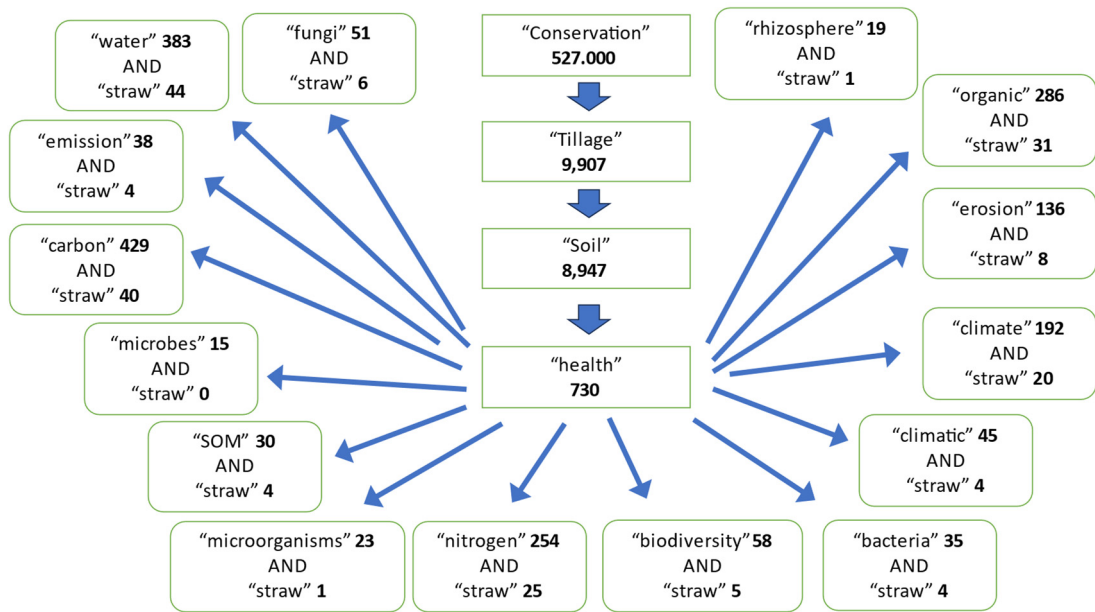 “Conservation”
527.000
“Tillage”
9,907
“Soil”
8,947
“health”
730
“fungi” 51
AND
“straw” 6
“water” 383
AND
“straw” 44
“emission” 38
AND
“straw” 4
“carbon” 429
AND
“straw” 40
“microbes” 15
AND
“straw” 0
“SOM” 30
AND
“straw” 4
“microorganisms” 23
AND
“straw” 1
“nitrogen” 254
AND
“straw” 25
“biodiversity” 58
AND
“straw” 5
“bacteria” 35
AND
“straw” 4
“climatic” 45
AND
“straw” 4
“climate” 192
AND
“straw” 20
“erosion” 136
AND
“straw” 8
“organic” 286
AND
“straw” 31
“rhizosphere” 19
AND
“straw” 1